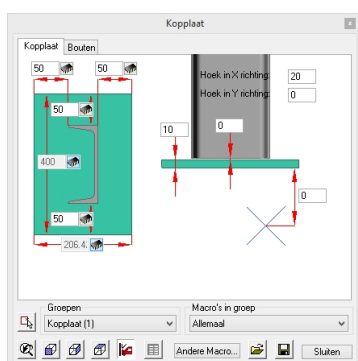 Kopplaat
x
Kopplaat Bouten
50 50
Hoek in X richting: 20
Hoek in Y richting: 0
50
10 0
400
0
50
206.42
Groepen Macro's in groep
Kopplaat (1) Allemaal
Andere Macro... Sluiten